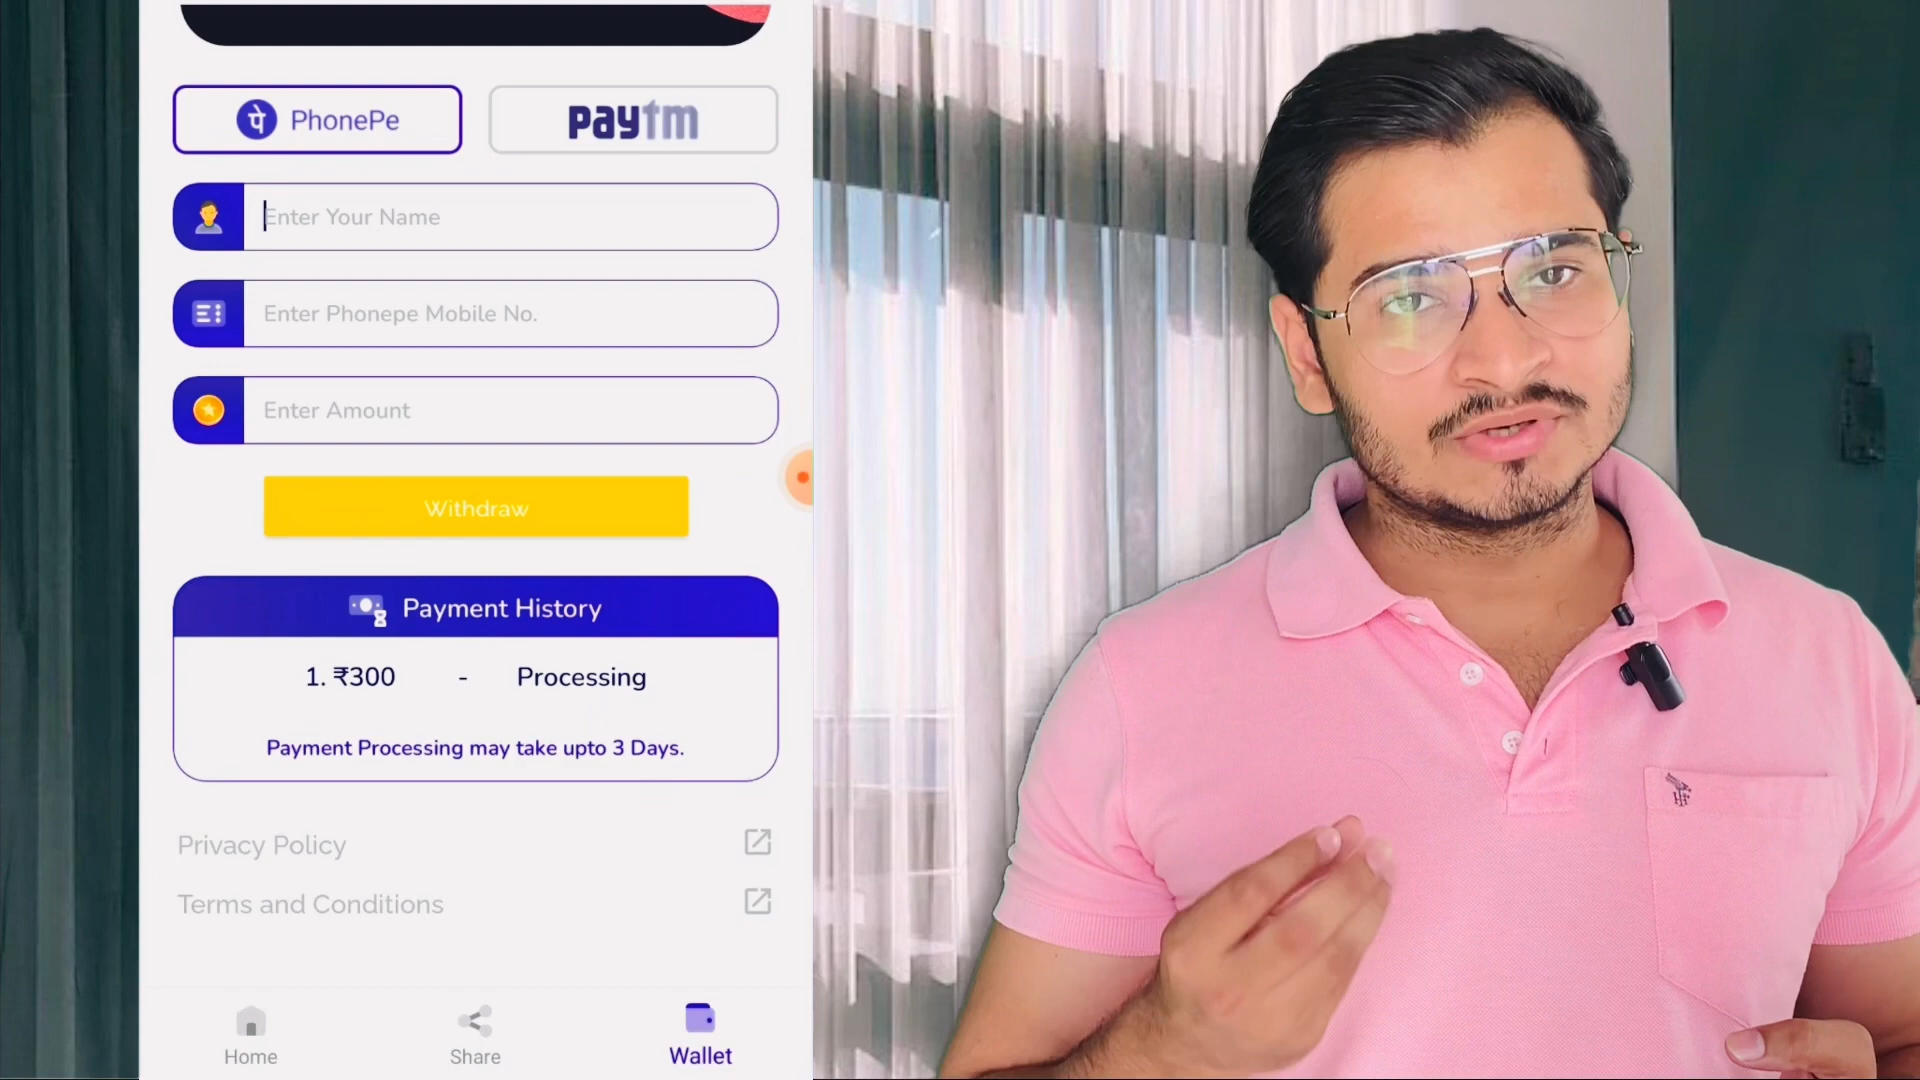 पे PhonePe
paytm
Enter Your Name
Enter Phonepe Mobile No.
Enter Amount
Withdraw
Payment History
1. ₹300 - Processing
Payment Processing may take upto 3 Days.
Privacy Policy
Terms and Conditions
Home
Share
Wallet